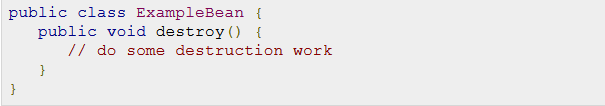 public class ExampleBean {
   public void destroy() {
      // do some destruction work
   }
}